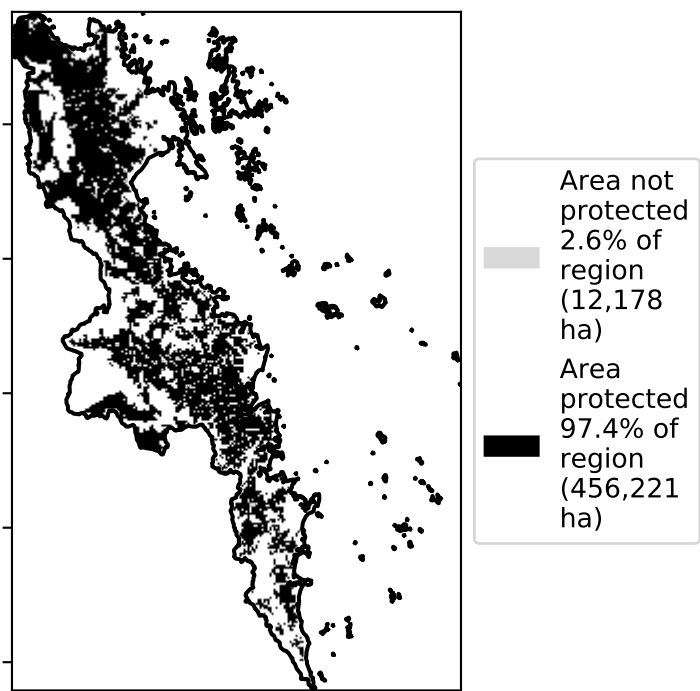 Area not
protected
2.6% of
region
(12,178
ha)
Area
protected
97.4% of
region
(456,221
ha)